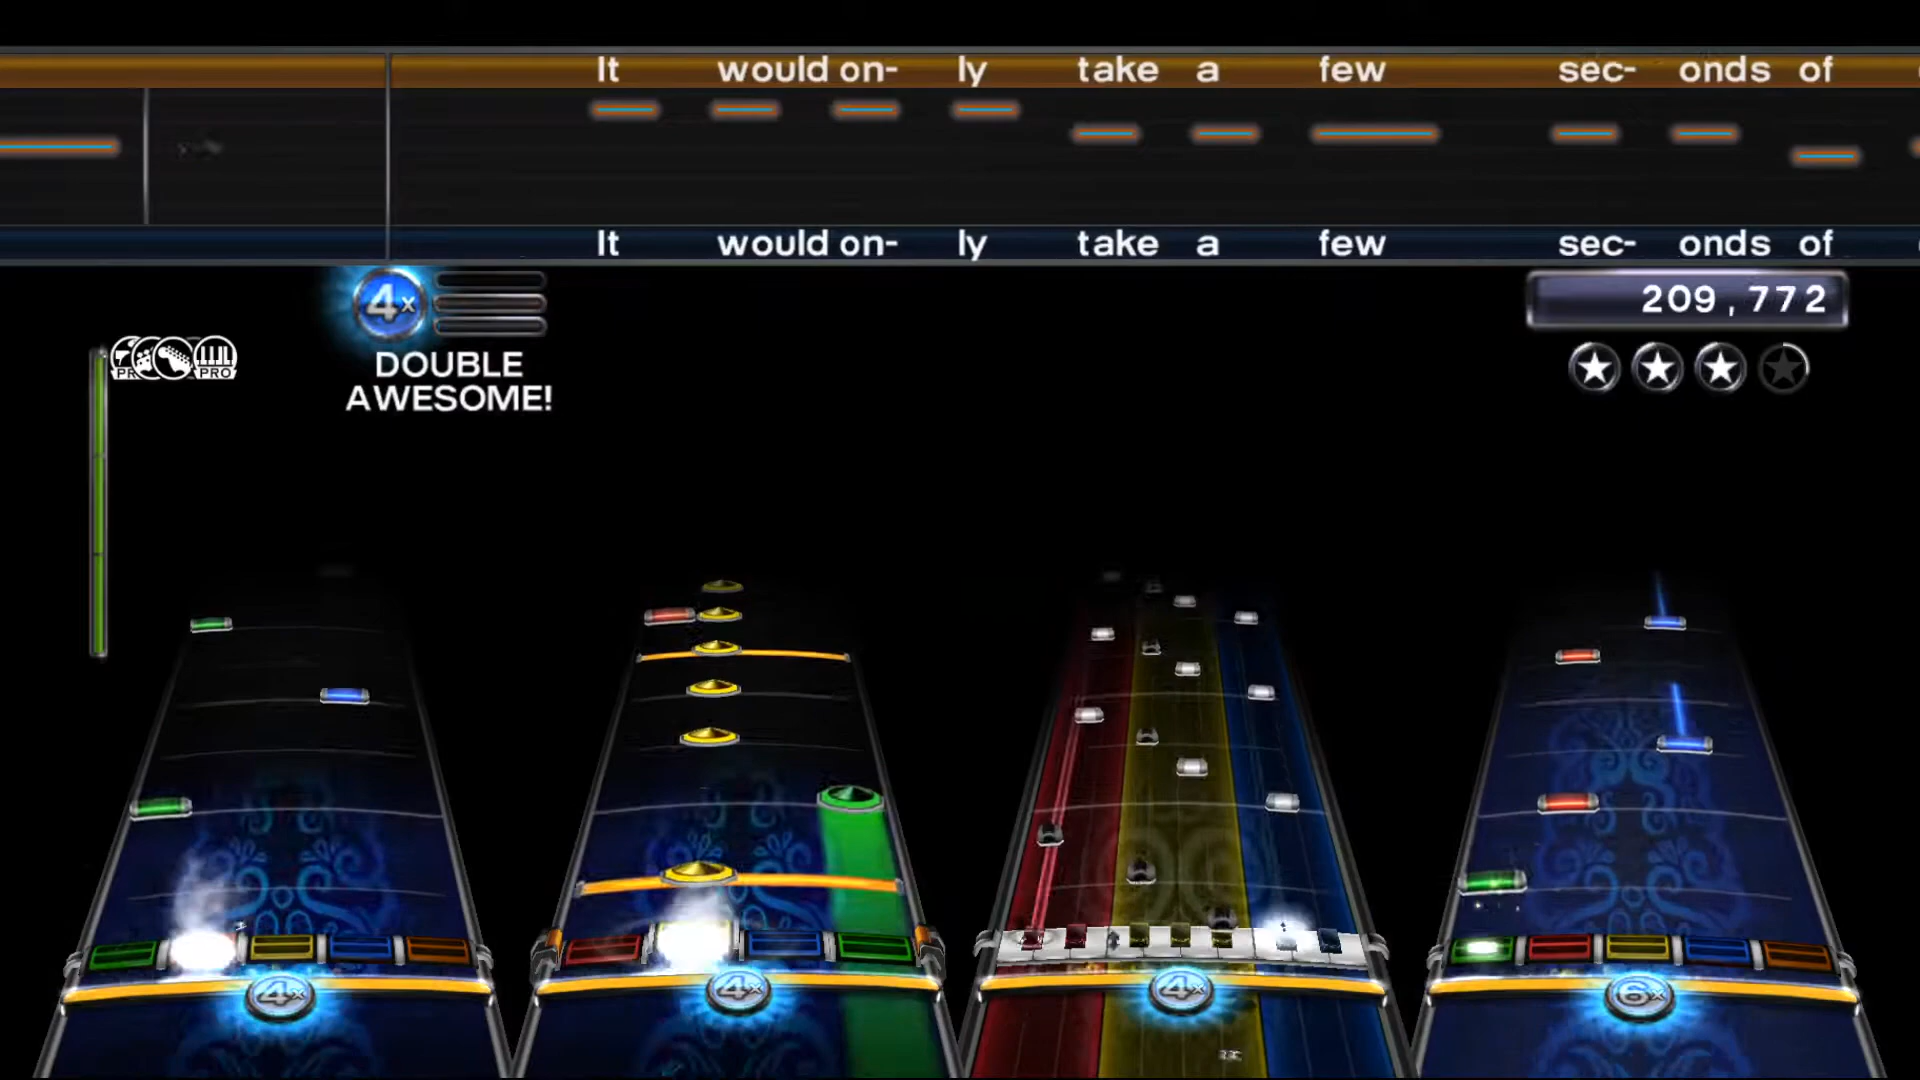 It would on- ly take a few sec- onds of
It would on- ly take a few sec- onds of
4x
209,772
DOUBLE
AWESOME!
PRO
4x 4x 4x 6x